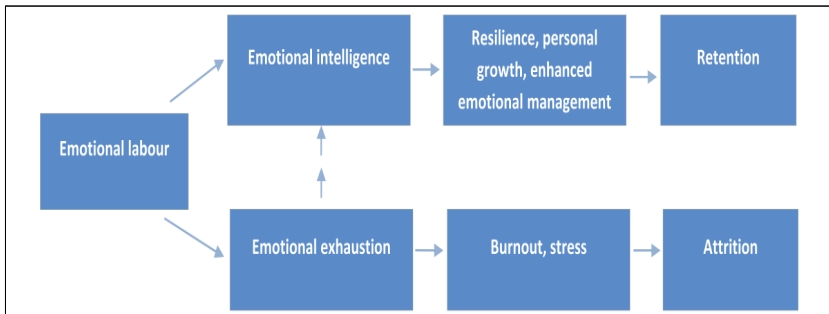 Emotional intelligence
Resilience, personal
growth, enhanced
emotional management
Retention
Emotional labour
Emotional exhaustion
Burnout, stress
Attrition